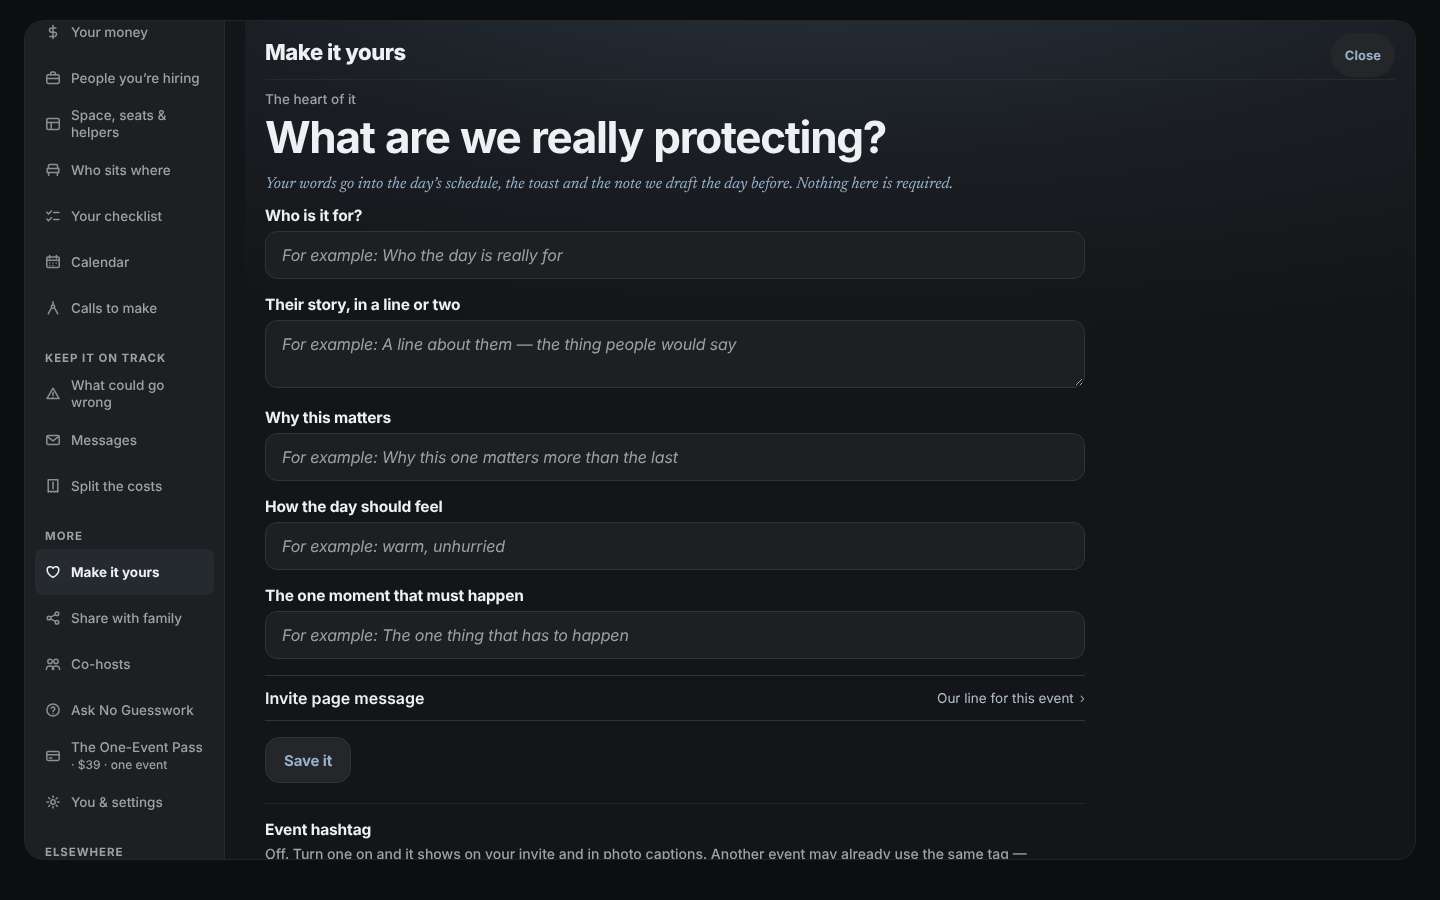 Your money
People you’re hiring
Space, seats &
helpers
Who sits where
Your checklist
Calendar
Calls to make
KEEP IT ON TRACK
What could go
wrong
Messages
Split the costs
MORE
Make it yours
Share with family
Co-hosts
Ask No Guesswork
The One-Event Pass
· $39 · one event
You & settings
ELSEWHERE
Make it yours
Close
The heart of it
What are we really protecting?
Your words go into the day’s schedule, the toast and the note we draft the day before. Nothing here is required.
Who is it for?
For example: Who the day is really for
Their story, in a line or two
For example: A line about them — the thing people would say
Why this matters
For example: Why this one matters more than the last
How the day should feel
For example: warm, unhurried
The one moment that must happen
For example: The one thing that has to happen
Invite page message
Our line for this event ›
Save it
Event hashtag
Off. Turn one on and it shows on your invite and in photo captions. Another event may already use the same tag —